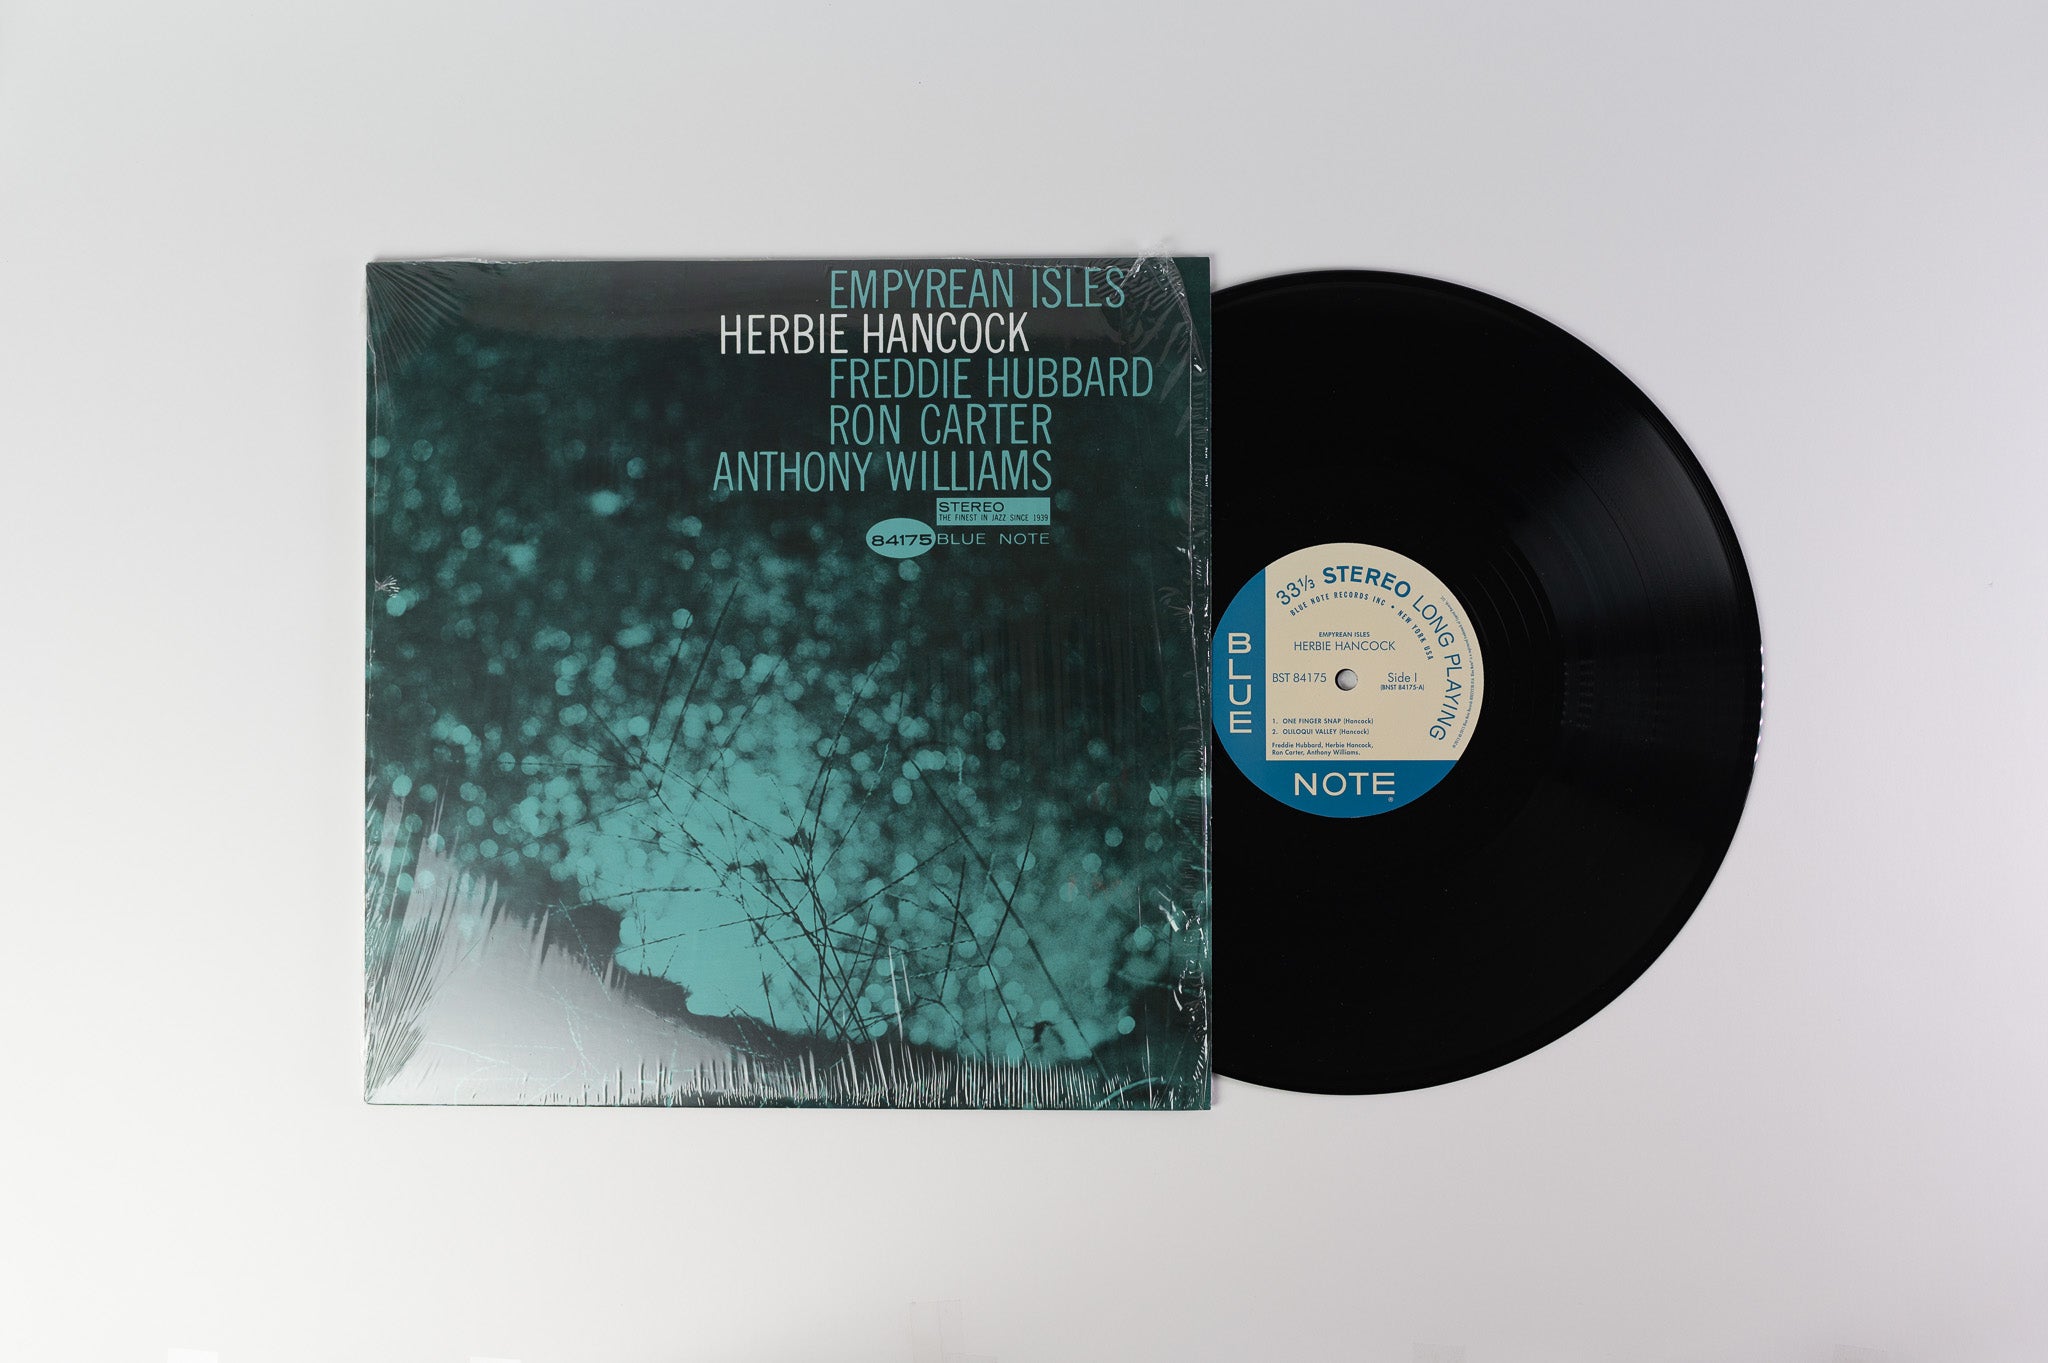 EMPYREAN ISLES
HERBIE HANCOCK
FREDDIE HUBBARD
RON CARTER
ANTHONY WILLIAMS
STEREO
THE FINEST IN JAZZ SINCE 1939
84175 BLUE NOTE
33 1/3 STEREO LONG PLAYING
BLUE NOTE RECORDS INC • NEW YORK USA
EMPYREAN ISLES
HERBIE HANCOCK
BST 84175 Side I
(BNST 84175-A)
1. ONE FINGER SNAP (Hancock)
2. OLILOQUI VALLEY (Hancock)
Freddie Hubbard, Herbie Hancock,
Ron Carter, Anthony Williams.
BLUE
NOTE®